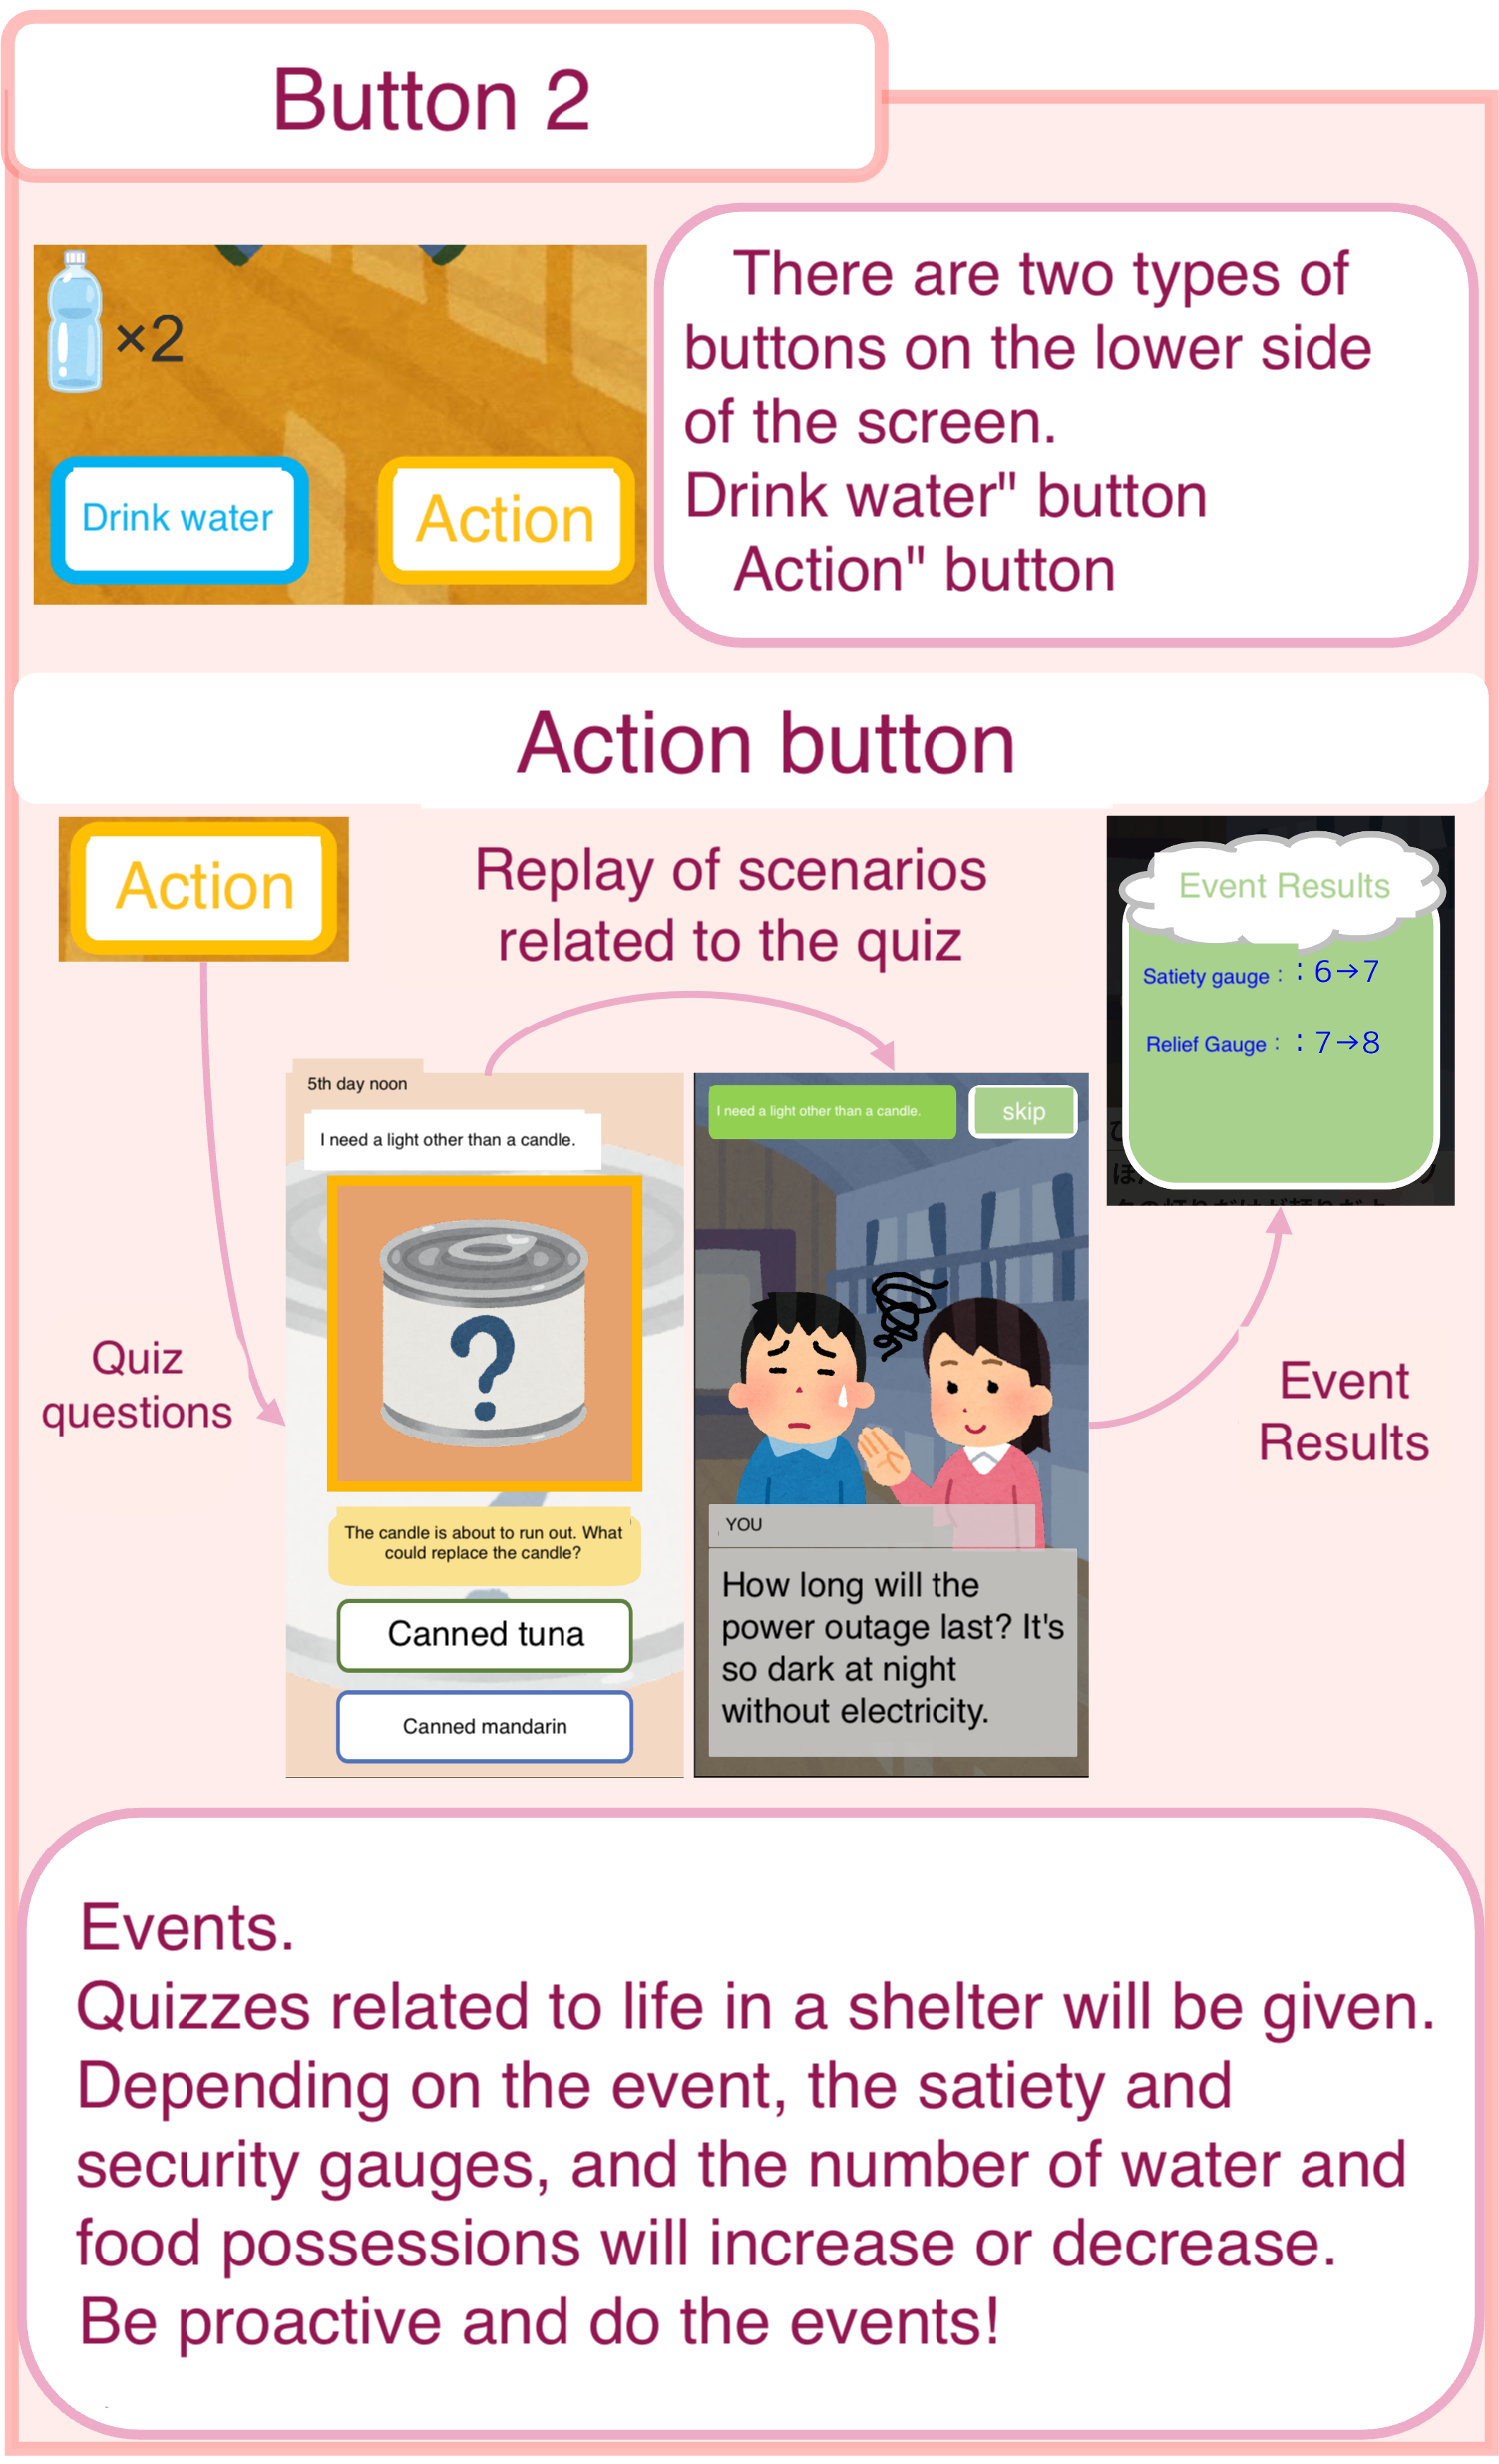 Button 2
×2
Drink water
Action
There are two types of
buttons on the lower side
of the screen.
Drink water" button
Action" button
Action button
Action
Replay of scenarios
related to the quiz
Event Results
Satiety gauge : : 6→7
Relief Gauge : : 7→8
Quiz
questions
5th day noon
I need a light other than a candle.
The candle is about to run out. What
could replace the candle?
Canned tuna
Canned mandarin
I need a light other than a candle.
skip
YOU
How long will the
power outage last? It's
so dark at night
without electricity.
Event
Results
Events.
Quizzes related to life in a shelter will be given.
Depending on the event, the satiety and
security gauges, and the number of water and
food possessions will increase or decrease.
Be proactive and do the events!